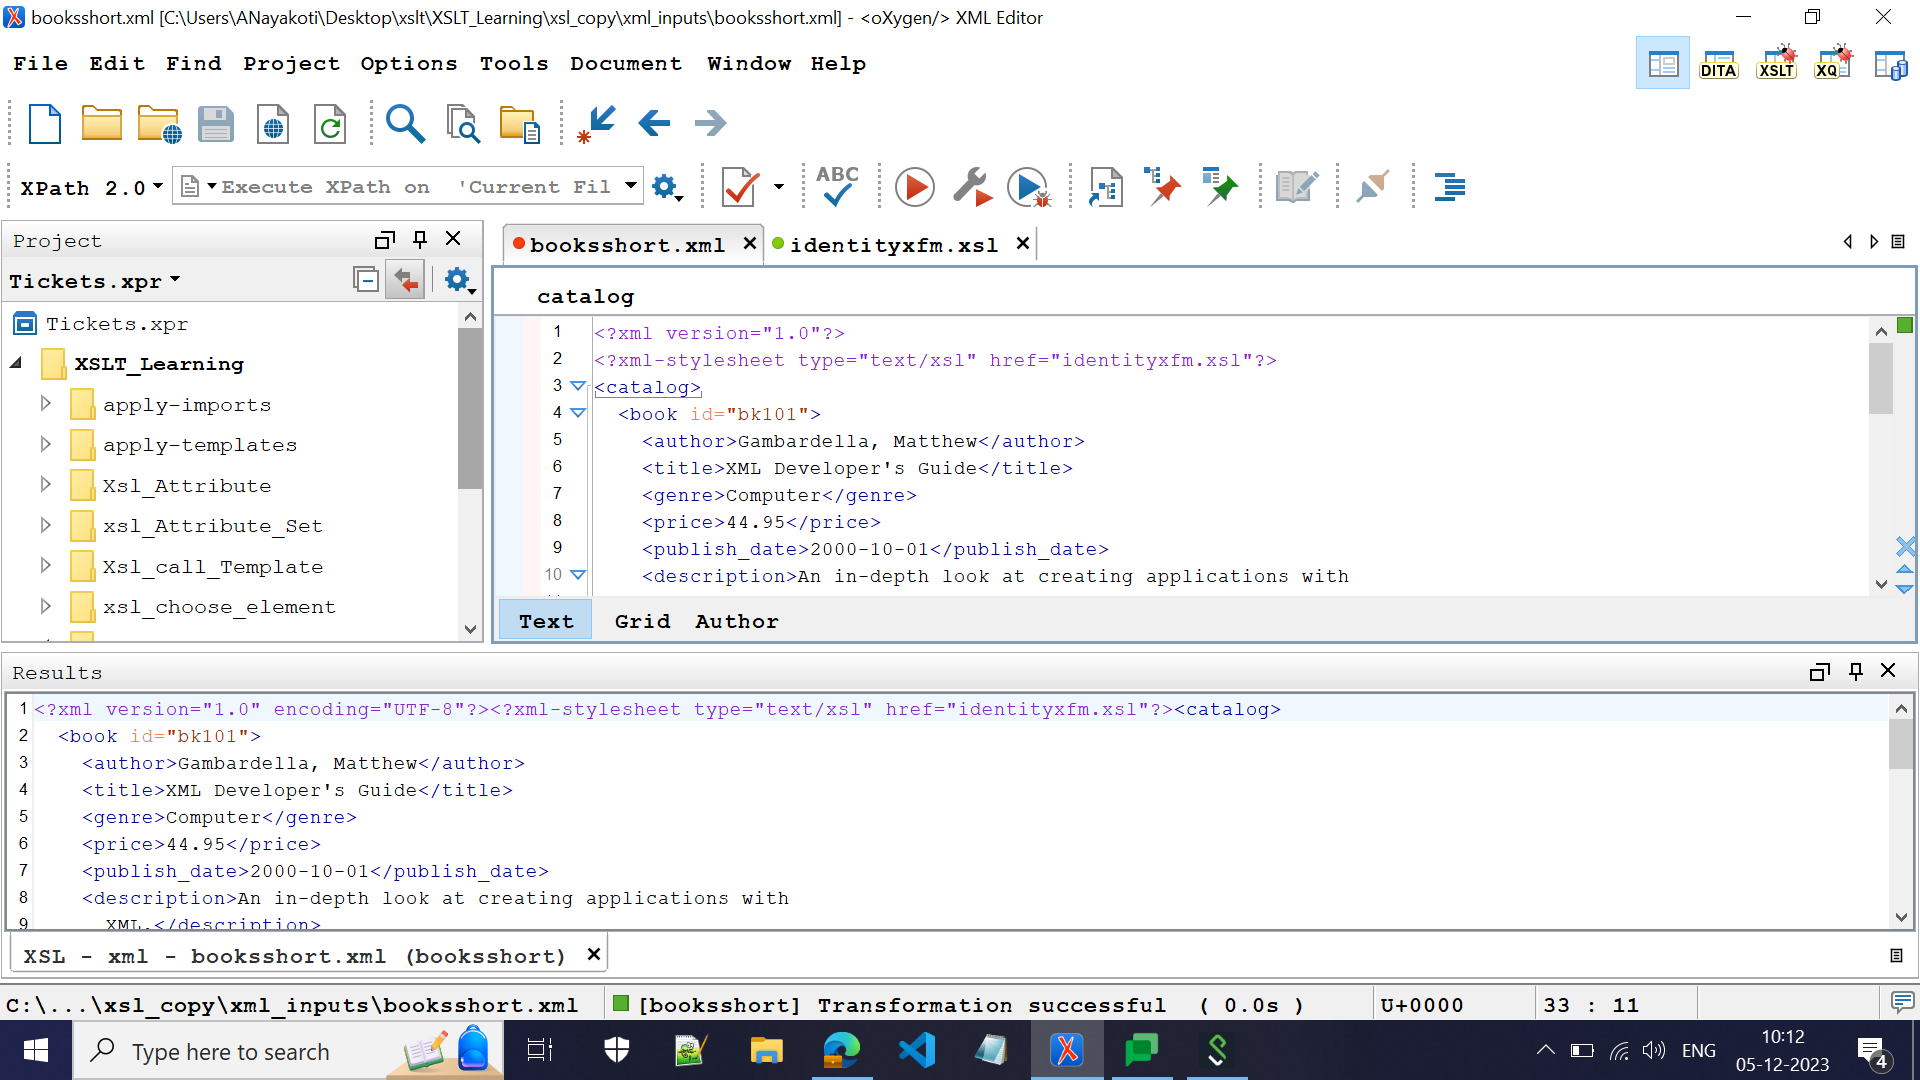 booksshort.xml [C:\Users\ANayakoti\Desktop\xslt\XSLT_Learning\xsl_copy\xml_inputs\booksshort.xml] - <oXygen/> XML Editor
File Edit Find Project Options Tools Document Window Help
DITA XSLT XQ
XPath 2.0 Execute XPath on 'Current Fil ABC
Project
Tickets.xpr
Tickets.xpr
XSLT_Learning
apply-imports
apply-templates
Xsl_Attribute
xsl_Attribute_Set
Xsl_call_Template
xsl_choose_element
booksshort.xml identityxfm.xsl
catalog
1 <?xml version="1.0"?>
2 <?xml-stylesheet type="text/xsl" href="identityxfm.xsl"?>
3 <catalog>
4 <book id="bk101">
5 <author>Gambardella, Matthew</author>
6 <title>XML Developer's Guide</title>
7 <genre>Computer</genre>
8 <price>44.95</price>
9 <publish_date>2000-10-01</publish_date>
10 <description>An in-depth look at creating applications with
Text Grid Author
Results
1 <?xml version="1.0" encoding="UTF-8"?><?xml-stylesheet type="text/xsl" href="identityxfm.xsl"?><catalog>
2 <book id="bk101">
3 <author>Gambardella, Matthew</author>
4 <title>XML Developer's Guide</title>
5 <genre>Computer</genre>
6 <price>44.95</price>
7 <publish_date>2000-10-01</publish_date>
8 <description>An in-depth look at creating applications with
9 XML.</description>
XSL - xml - booksshort.xml (booksshort)
C:\...\xsl_copy\xml_inputs\booksshort.xml [booksshort] Transformation successful ( 0.0s ) U+0000 33 : 11
Type here to search
ENG
10:12
05-12-2023
4